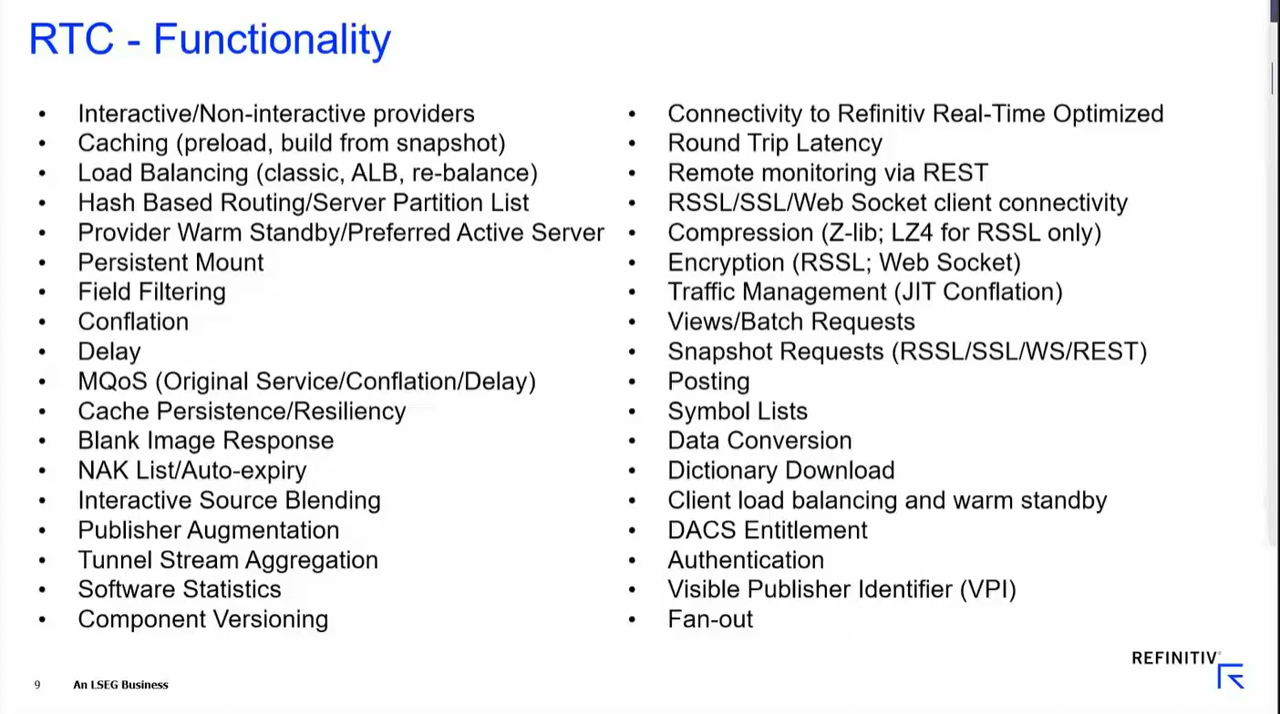 RTC - Functionality
• Interactive/Non-interactive providers
• Caching (preload, build from snapshot)
• Load Balancing (classic, ALB, re-balance)
• Hash Based Routing/Server Partition List
• Provider Warm Standby/Preferred Active Server
• Persistent Mount
• Field Filtering
• Conflation
• Delay
• MQoS (Original Service/Conflation/Delay)
• Cache Persistence/Resiliency
• Blank Image Response
• NAK List/Auto-expiry
• Interactive Source Blending
• Publisher Augmentation
• Tunnel Stream Aggregation
• Software Statistics
• Component Versioning
• Connectivity to Refinitiv Real-Time Optimized
• Round Trip Latency
• Remote monitoring via REST
• RSSL/SSL/Web Socket client connectivity
• Compression (Z-lib; LZ4 for RSSL only)
• Encryption (RSSL; Web Socket)
• Traffic Management (JIT Conflation)
• Views/Batch Requests
• Snapshot Requests (RSSL/SSL/WS/REST)
• Posting
• Symbol Lists
• Data Conversion
• Dictionary Download
• Client load balancing and warm standby
• DACS Entitlement
• Authentication
• Visible Publisher Identifier (VPI)
• Fan-out
REFINITIV
9 An LSEG Business